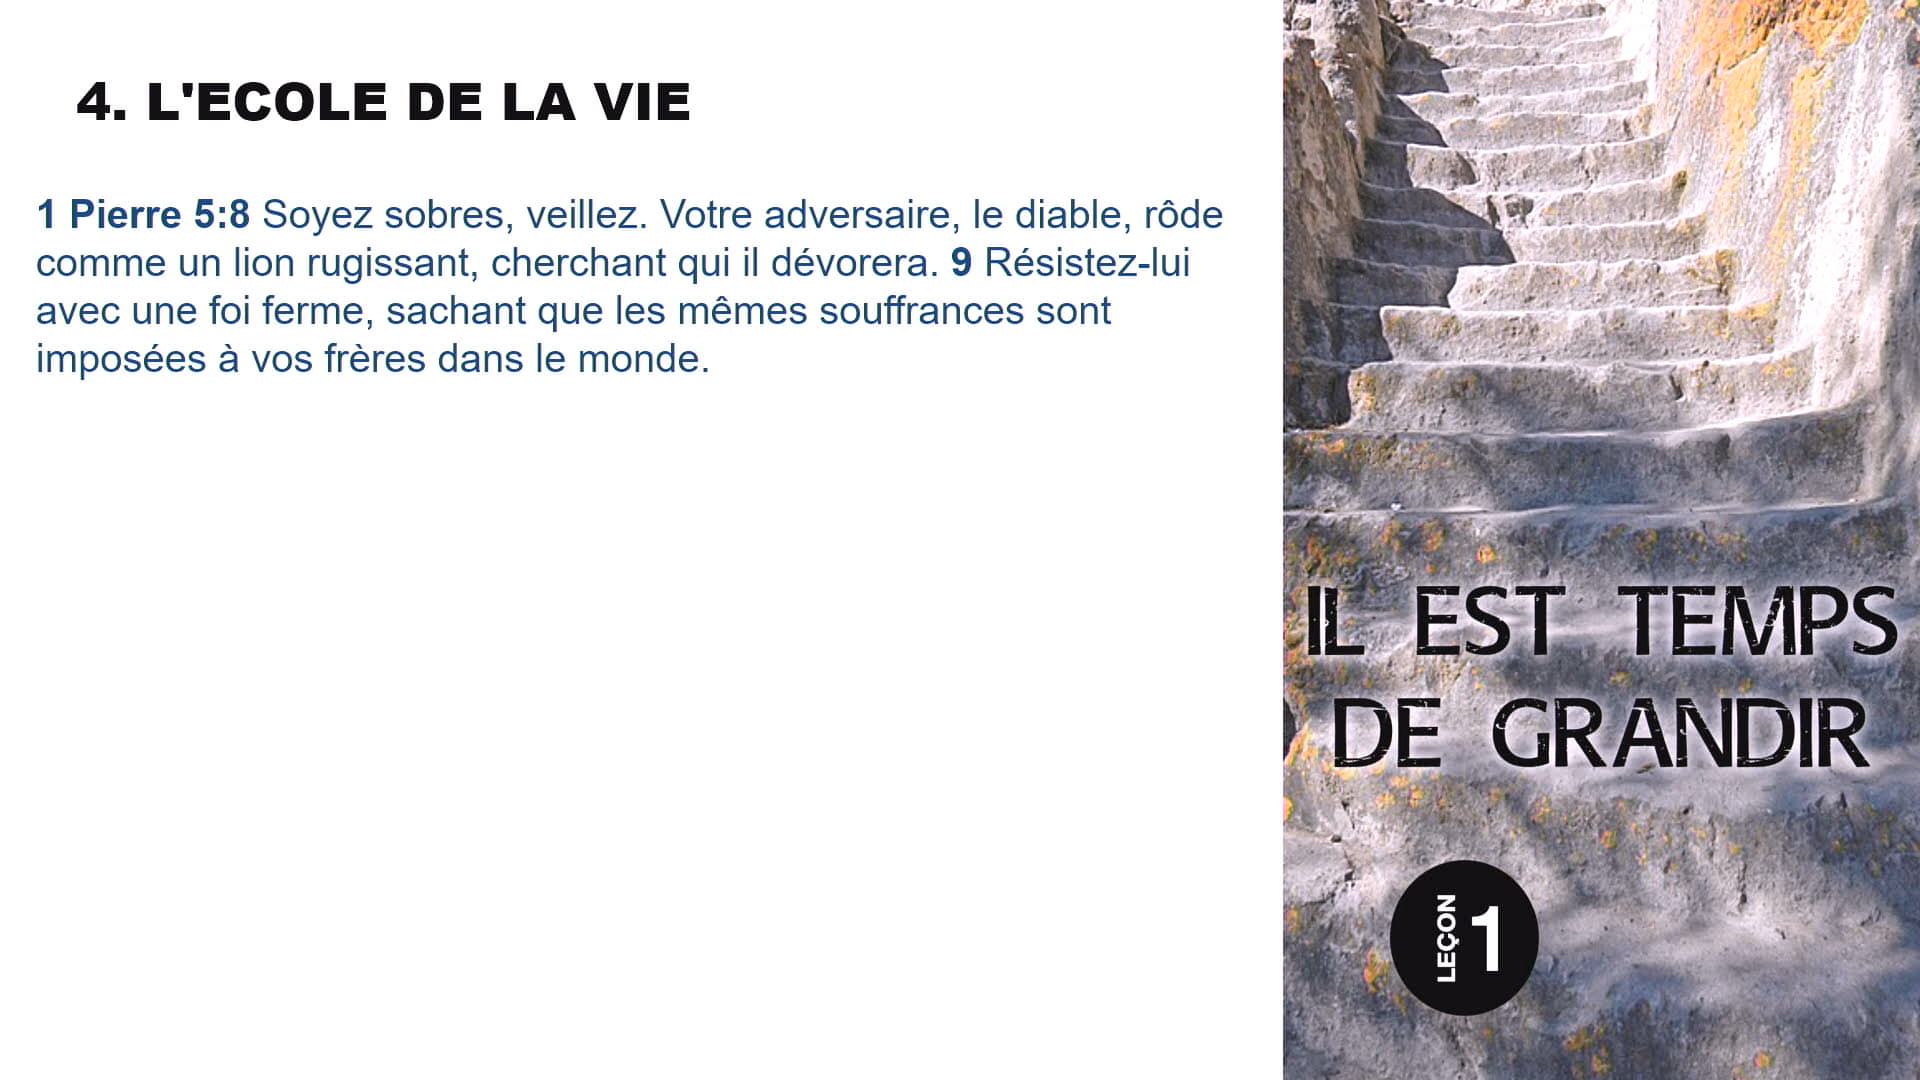 4. L'ECOLE DE LA VIE
1 Pierre 5:8 Soyez sobres, veillez. Votre adversaire, le diable, rôde
comme un lion rugissant, cherchant qui il dévorera. 9 Résistez-lui
avec une foi ferme, sachant que les mêmes souffrances sont
imposées à vos frères dans le monde.
IL EST TEMPS
DE GRANDIR
LEÇON 1